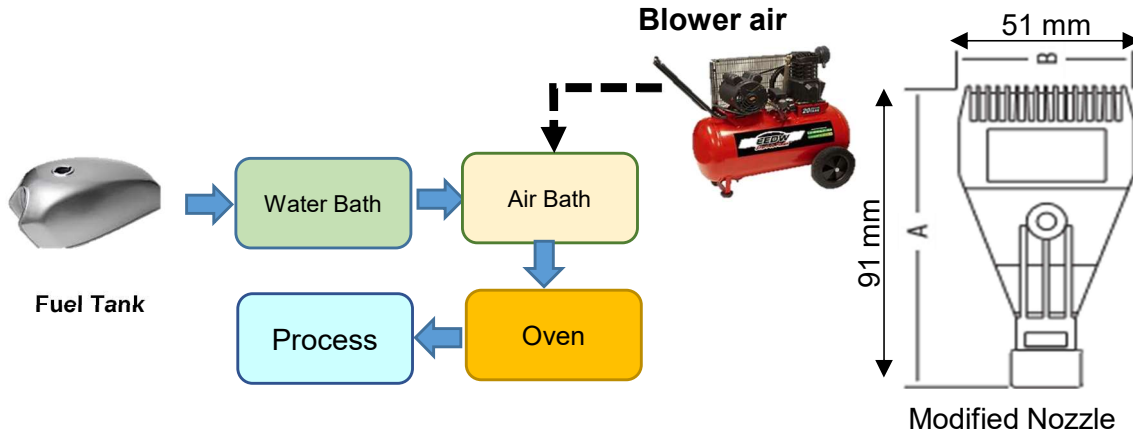 Blower air
51 mm
B
Water Bath
Air Bath
91 mm
A
Fuel Tank
Process
Oven
Modified Nozzle